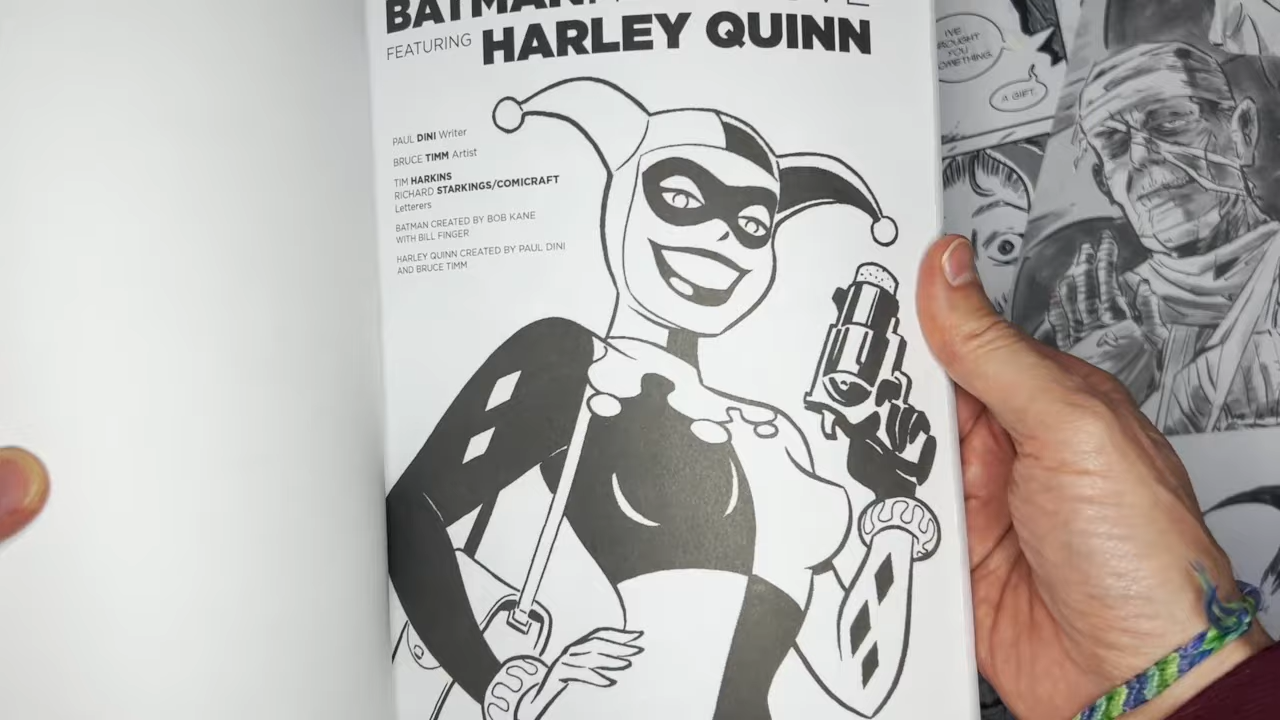 BATMAN
FEATURING HARLEY QUINN
PAUL DINI Writer
BRUCE TIMM Artist
TIM HARKINS
RICHARD STARKINGS/COMICRAFT
Letterers
BATMAN CREATED BY BOB KANE
WITH BILL FINGER
HARLEY QUINN CREATED BY PAUL DINI
AND BRUCE TIMM
I'VE
BROUGHT
YOU
SOMETHING.
A GIFT.